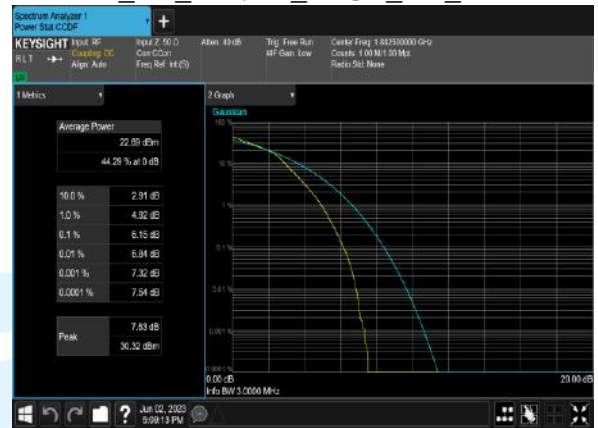 Spectrum Analyzer 1
Power Stat CCDF
KEYSIGHT Input: RF Input Z: 50 Ω Atten: 40 dB Trig: Free Run Center Freq: 1.882500000 GHz
RLT Coupling: DC Corr CCorr IF Gain: Low Counts: 1.00 M/1.00 Mpt
Align: Auto Freq Ref: Int (S) Radio Std: None
1 Metrics
2 Graph
Average Power
22.69 dBm
44.29 % at 0 dB
10.0 % 2.91 dB
1.0 % 4.92 dB
0.1 % 6.15 dB
0.01 % 6.84 dB
0.001 % 7.32 dB
0.0001 % 7.54 dB
Peak
7.63 dB
30.32 dBm
Gaussian
100 %
10 %
1 %
0.1 %
0.01 %
0.001 %
0.0001 %
0.00 dB 20.00 dB
Info BW 3.0000 MHz
Jun 02, 2023
5:09:13 PM